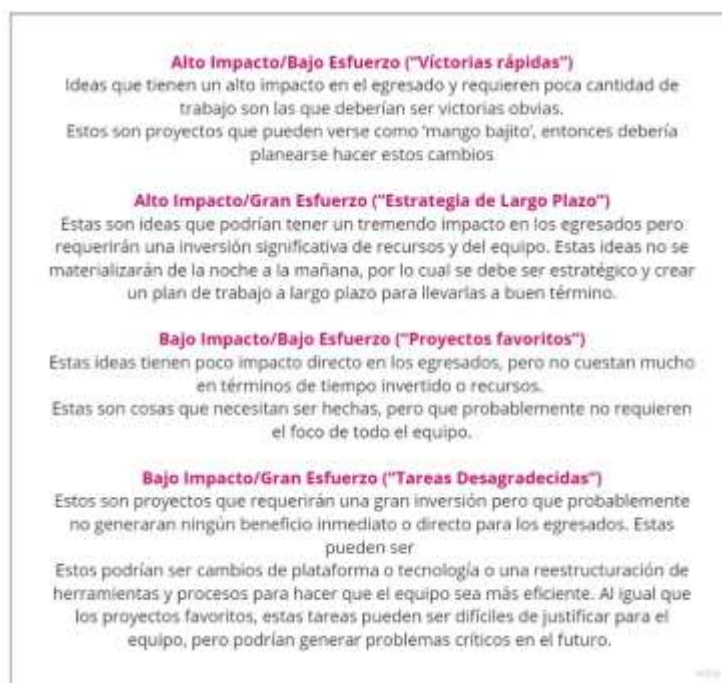 Alto Impacto/Bajo Esfuerzo ("Victorias rápidas")
Ideas que tienen un alto impacto en el egresado y requieren poca cantidad de
trabajo son las que deberían ser victorias obvias.
Estos son proyectos que pueden verse como 'mango bajito', entonces debería
planearse hacer estos cambios
Alto Impacto/Gran Esfuerzo ("Estrategia de Largo Plazo")
Estas son ideas que podrían tener un tremendo impacto en los egresados pero
requerirán una inversión significativa de recursos y del equipo. Estas ideas no se
materializarán de la noche a la mañana, por lo cual se debe ser estratégico y crear
un plan de trabajo a largo plazo para llevarlas a buen término.
Bajo Impacto/Bajo Esfuerzo ("Proyectos favoritos")
Estas ideas tienen poco impacto directo en los egresados, pero no cuestan mucho
en términos de tiempo invertido o recursos.
Estas son cosas que necesitan ser hechas, pero que probablemente no requieren
el foco de todo el equipo.
Bajo Impacto/Gran Esfuerzo ("Tareas Desagradecidas")
Estos son proyectos que requerirán una gran inversión pero que probablemente
no generaran ningún beneficio inmediato o directo para los egresados. Estas
pueden ser
Estos podrían ser cambios de plataforma o tecnología o una reestructuración de
herramientas y procesos para hacer que el equipo sea más eficiente. Al igual que
los proyectos favoritos, estas tareas pueden ser difíciles de justificar para el
equipo, pero podrían generar problemas críticos en el futuro.